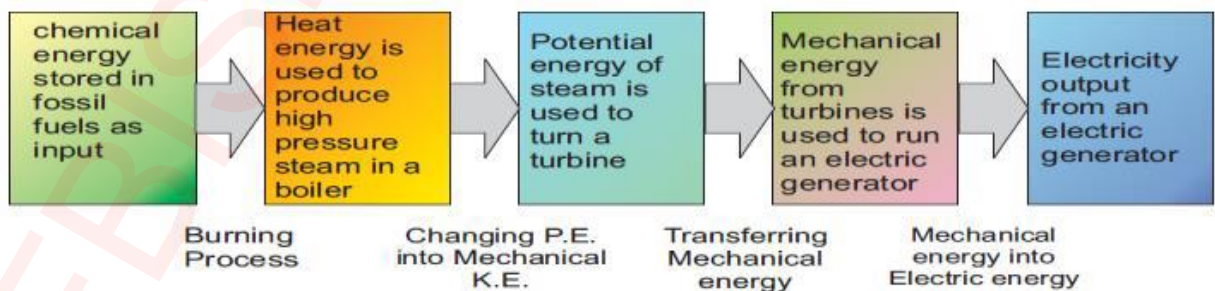 chemical
energy
stored in
fossil
fuels as
input
Heat
energy is
used to
produce
high
pressure
steam in a
boiler
Potential
energy of
steam is
used to
turn a
turbine
Mechanical
energy
from
turbines is
used to run
an electric
generator
Electricity
output
from an
electric
generator
Burning
Process
Changing P.E.
into Mechanical
K.E.
Transferring
Mechanical
energy
Mechanical
energy into
Electric energy